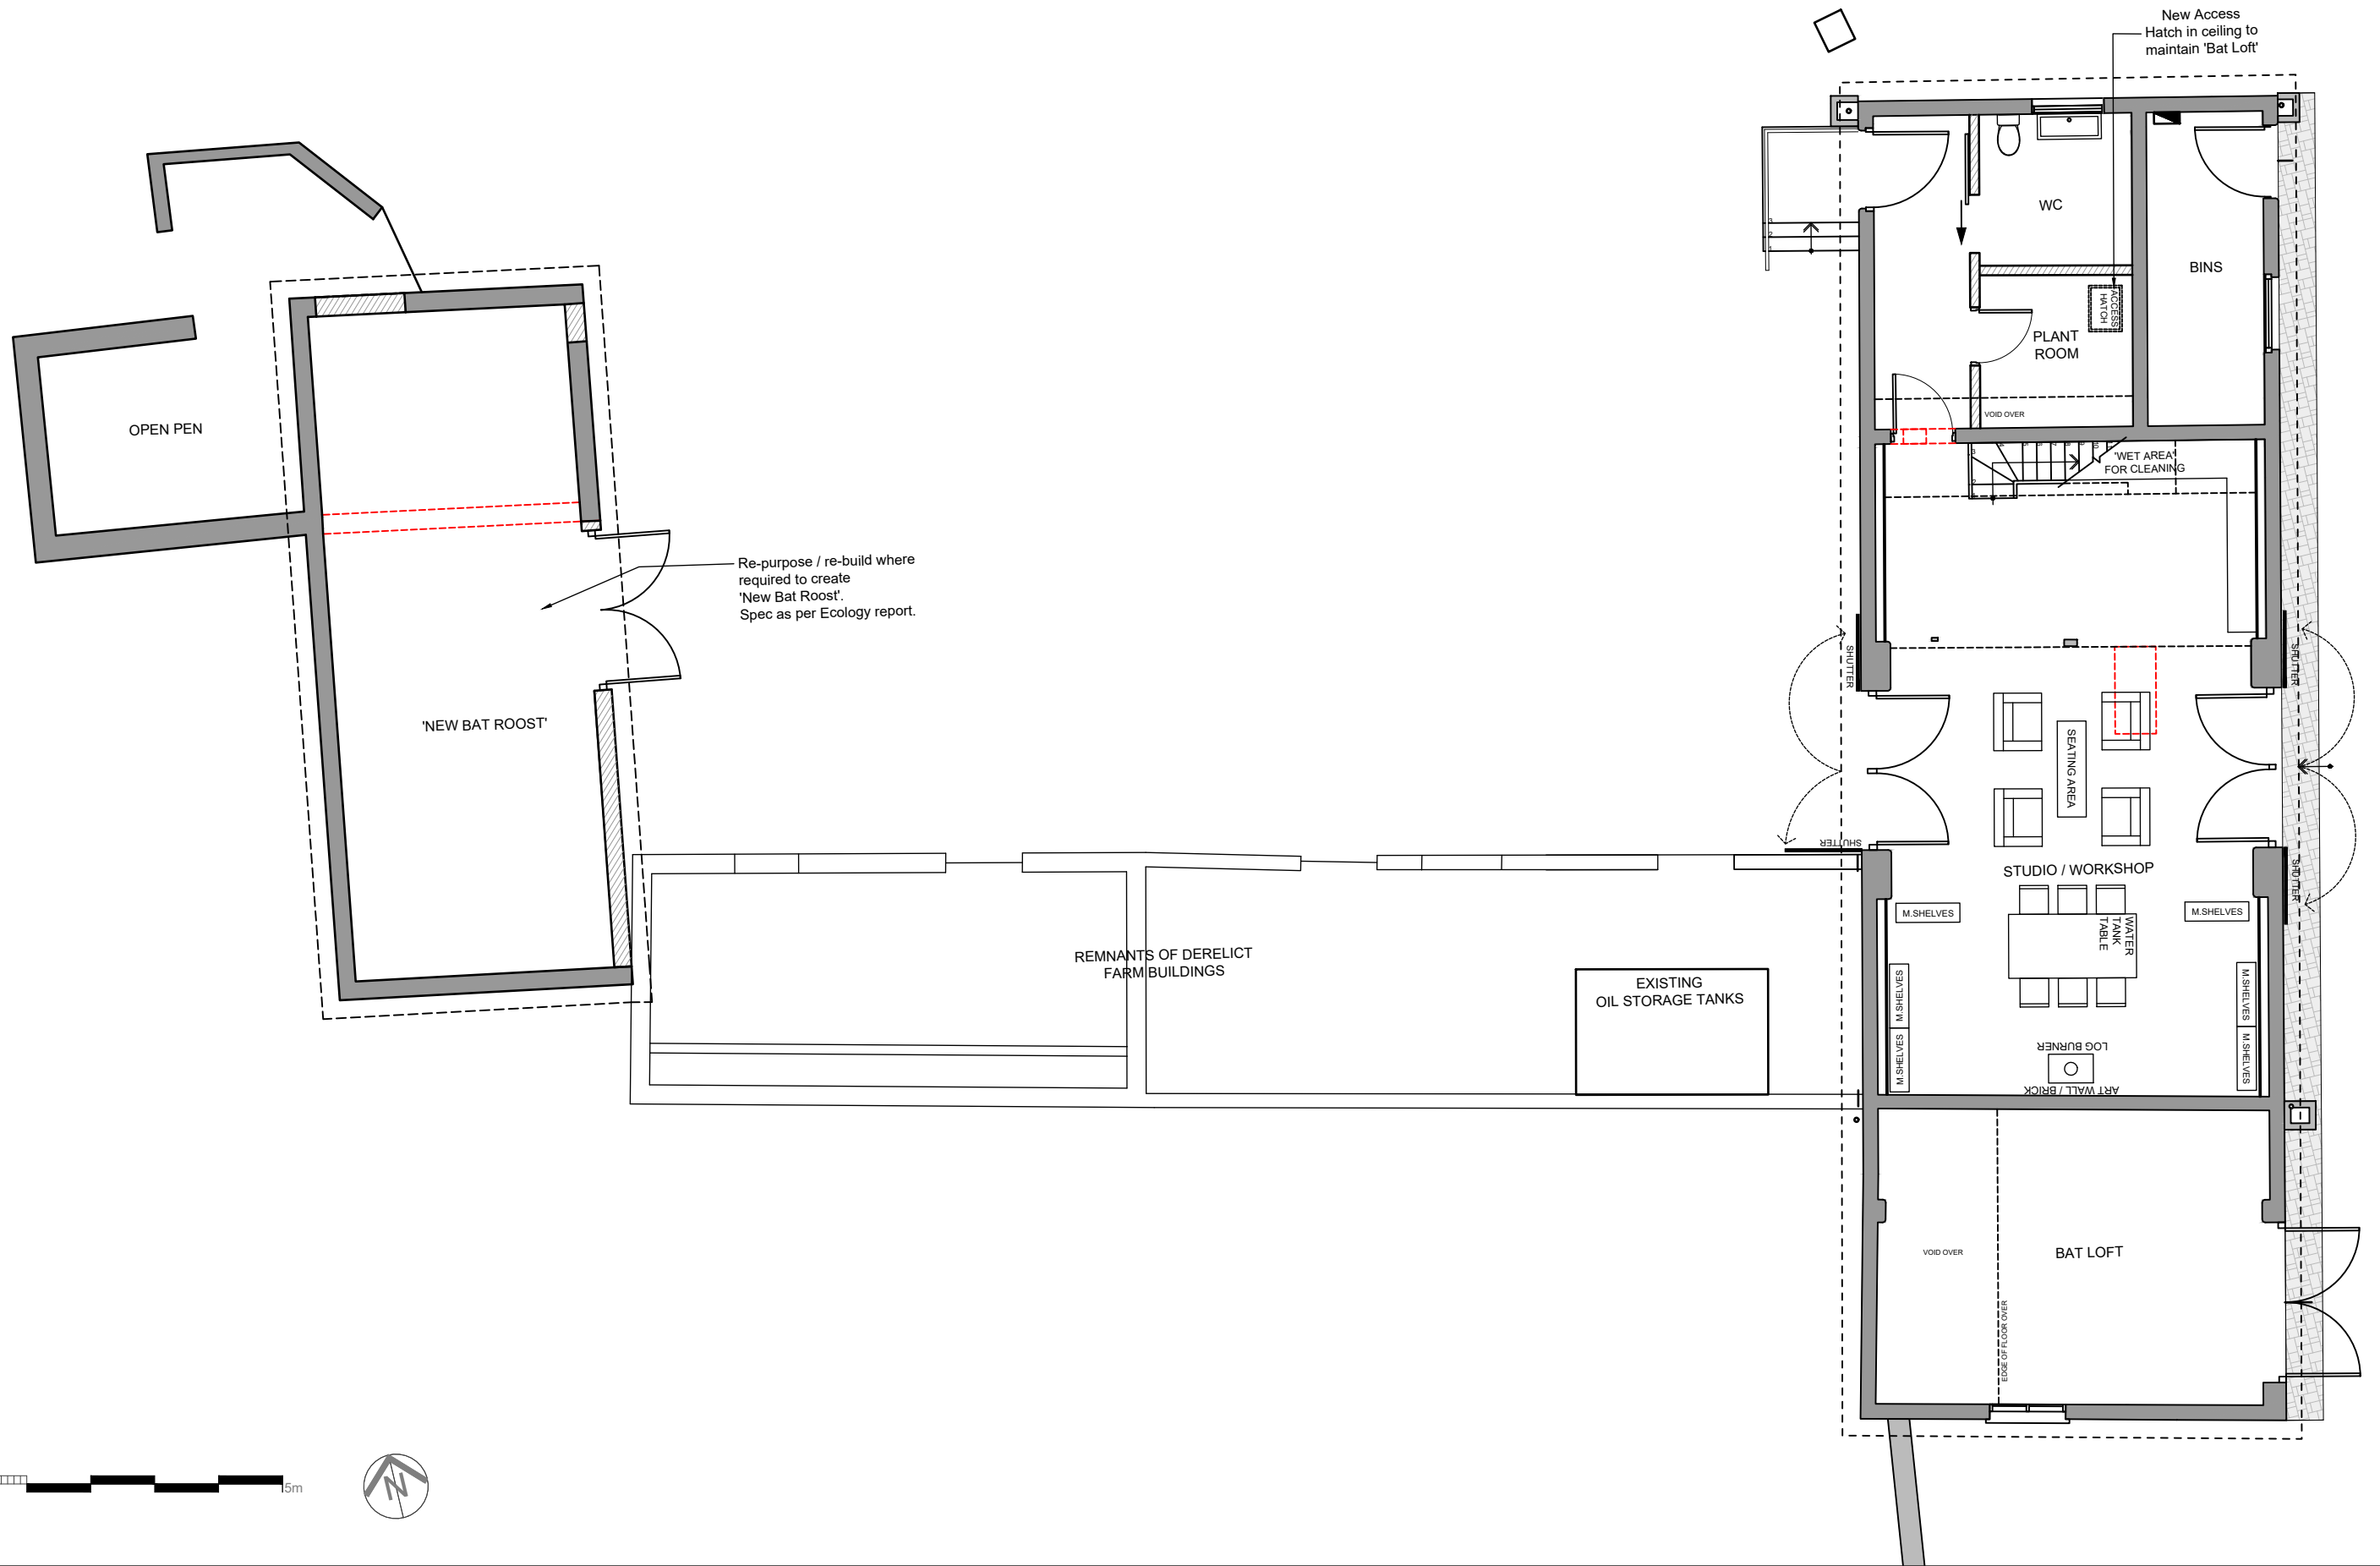 New Access
Hatch in ceiling to
maintain 'Bat Loft'
WC
BINS
ACCESS
HATCH
PLANT
ROOM
VOID OVER
3
2
1
OPEN PEN
'WET AREA'
FOR CLEANING
Re-purpose / re-build where
required to create
'New Bat Roost'.
Spec as per Ecology report.
'NEW BAT ROOST'
SHUTTER
SHUTTER
SEATING AREA
SHUTTER
SHUTTER
STUDIO / WORKSHOP
M.SHELVES
M.SHELVES
WATER
TANK
TABLE
REMNANTS OF DERELICT
FARM BUILDINGS
EXISTING
OIL STORAGE TANKS
M.SHELVES
M.SHELVES
M.SHELVES
M.SHELVES
LOG BURNER
ART WALL / BRICK
VOID OVER
BAT LOFT
EDGE OF FLOOR OVER
5m
N